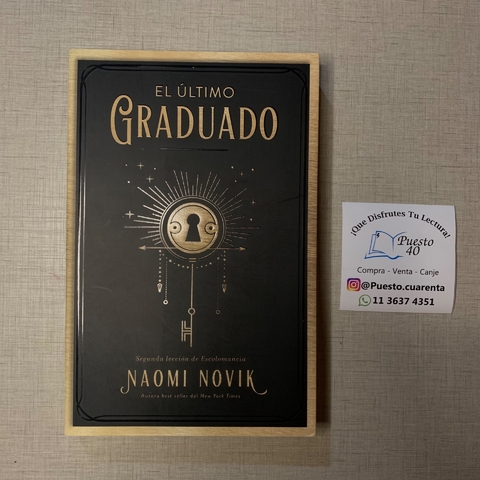 EL ÚLTIMO
GRADUADO
Segunda lección de Escolomancia
NAOMI NOVIK
Autora best seller del New York Times
¡Que Disfrutes Tu Lectura!
Puesto
40
Compra - Venta - Canje
@Puesto.cuarenta
11 3637 4351